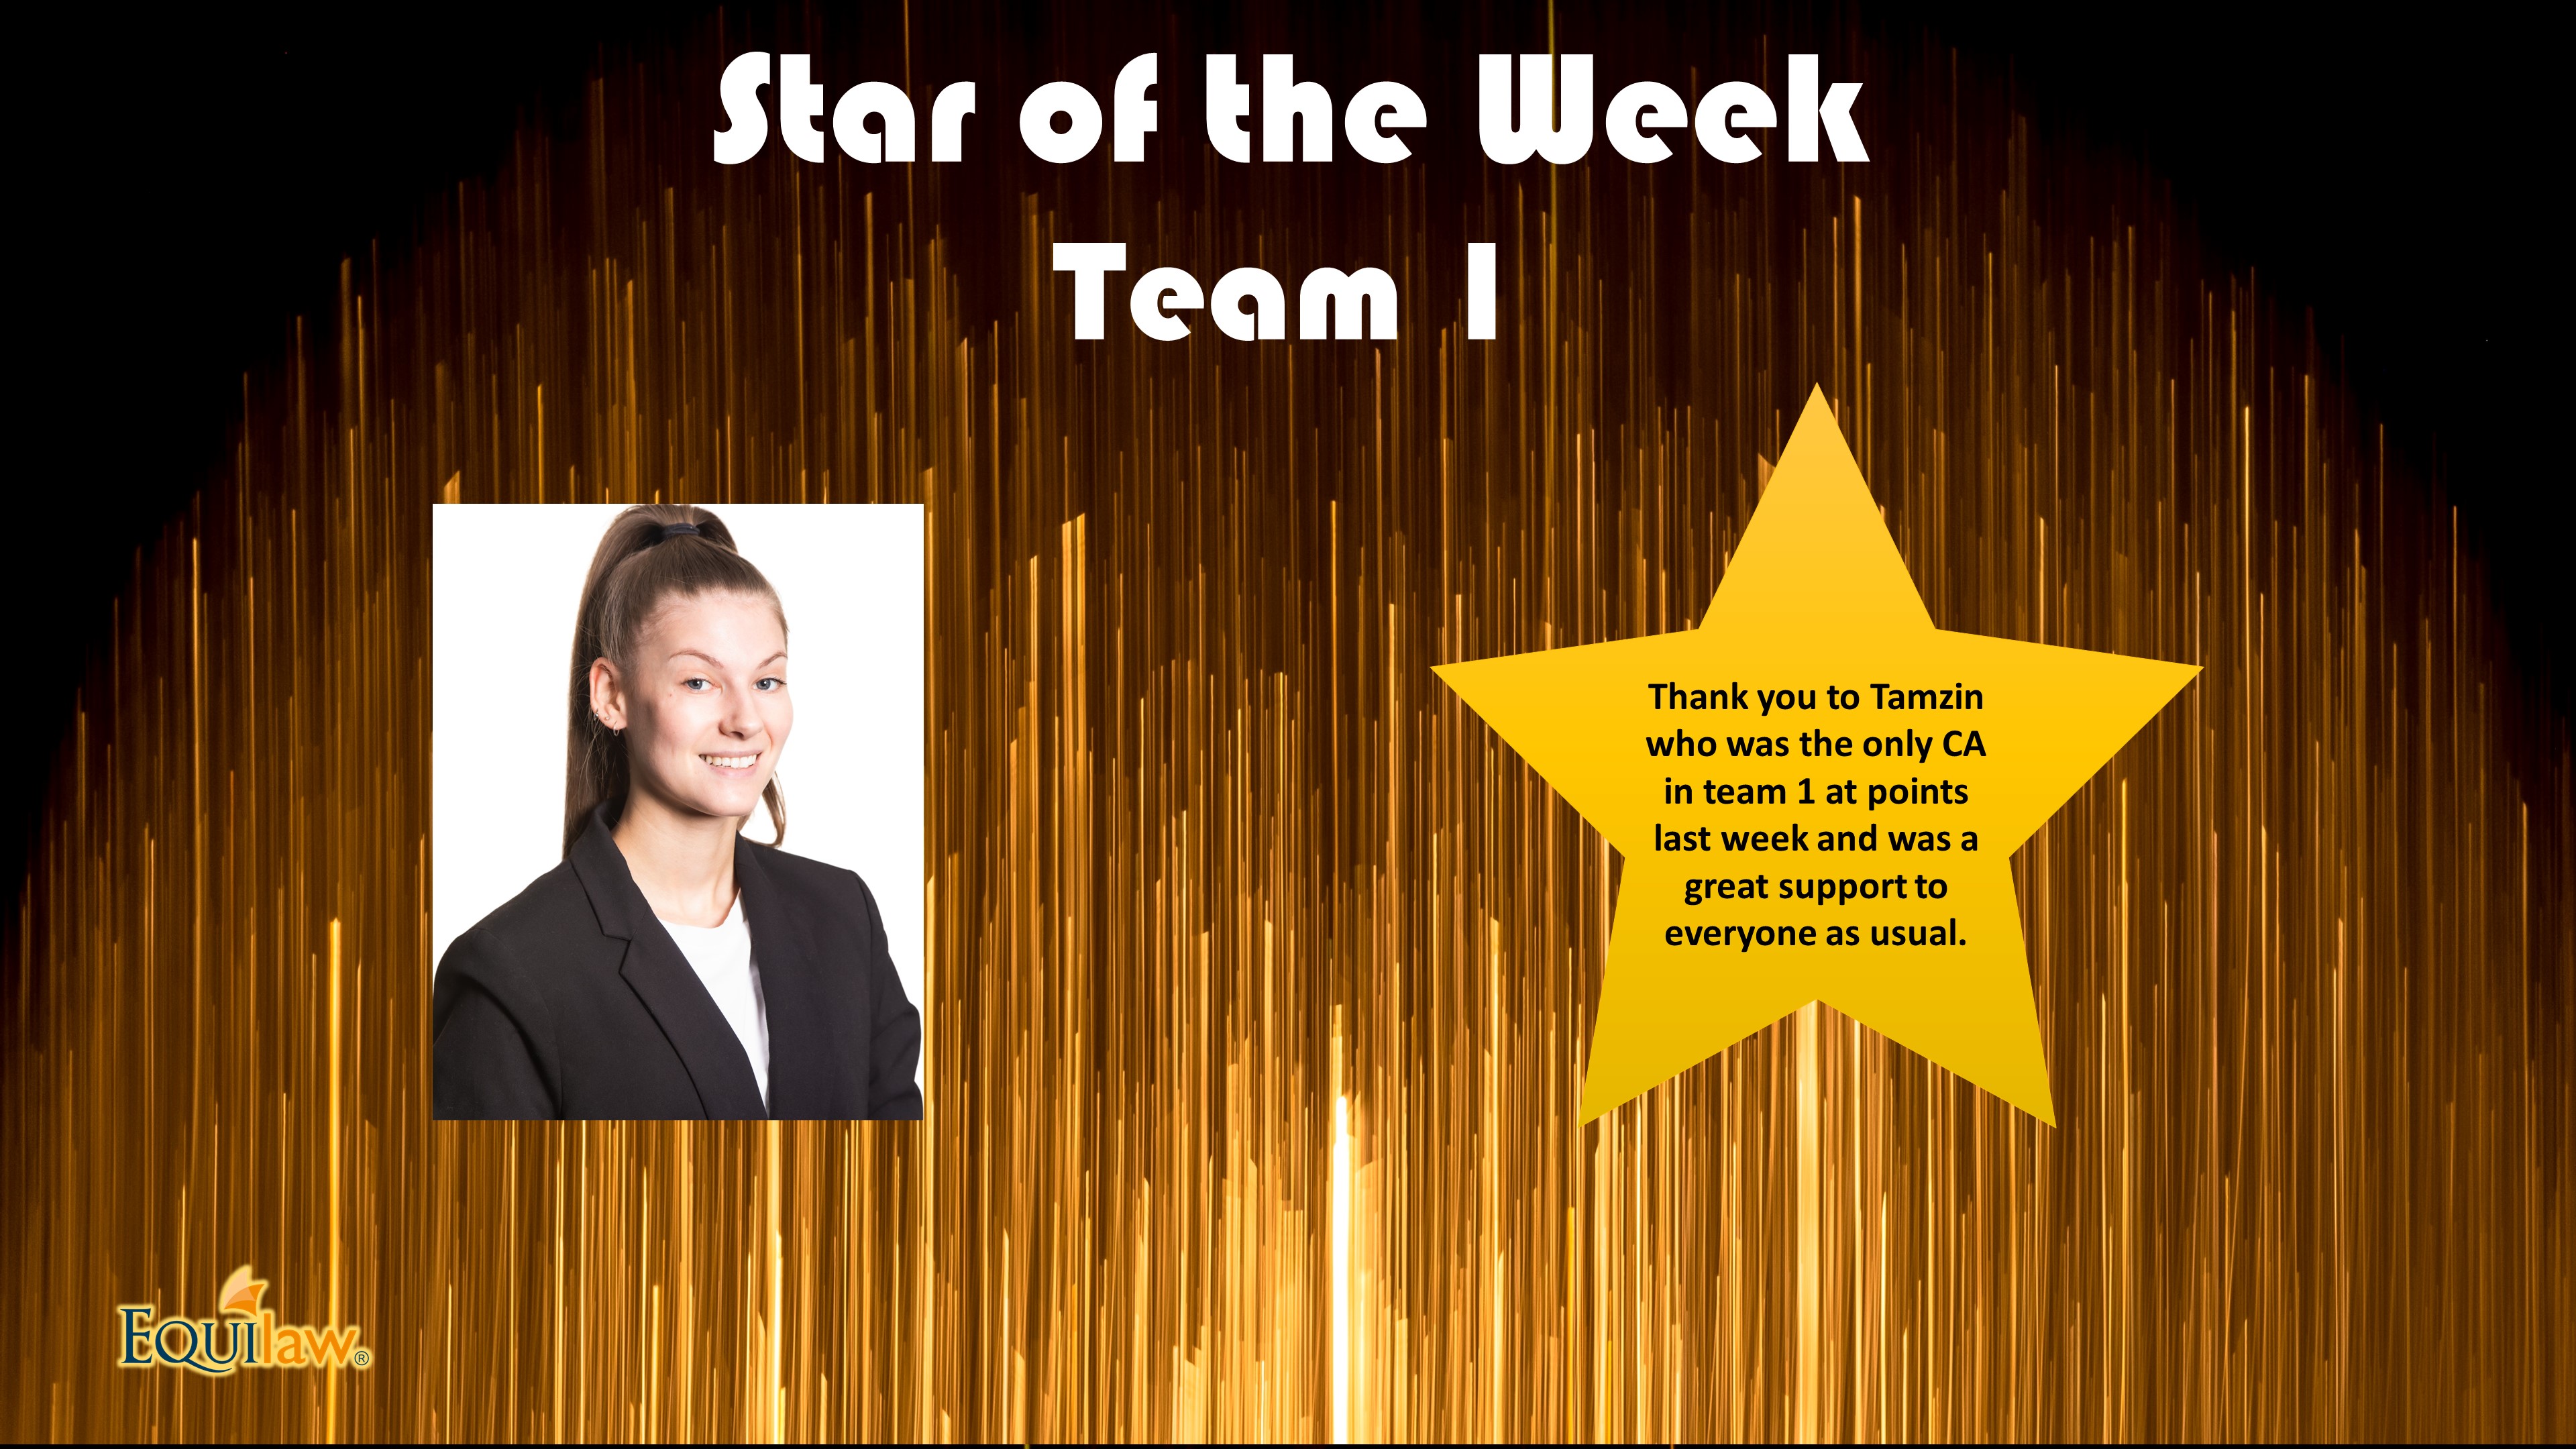 Star of the Week
Team 1
Thank you to Tamzin
who was the only CA
in team 1 at points
last week and was a
great support to
everyone as usual.
EQUIlaw®